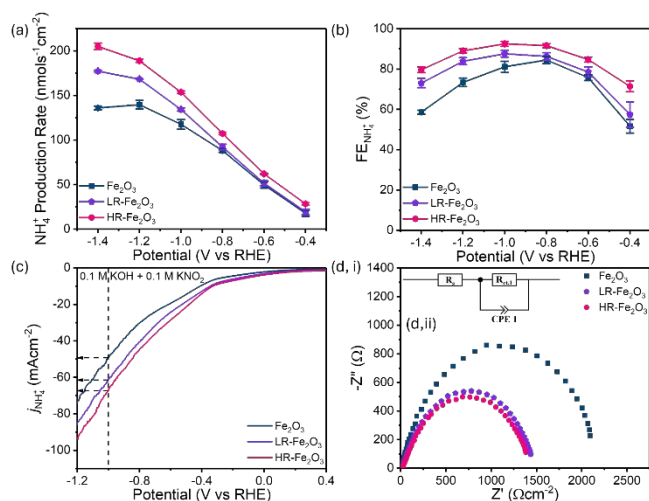 (a)
NH₄⁺ Production Rate (nmols⁻¹cm⁻²)
200
150
100
50
0
Fe₂O₃
LR-Fe₂O₃
HR-Fe₂O₃
-1.4 -1.2 -1.0 -0.8 -0.6 -0.4
Potential (V vs RHE)
(b)
FE_NH₄⁺ (%)
100
80
60
40
20
0
Fe₂O₃
LR-Fe₂O₃
HR-Fe₂O₃
-1.4 -1.2 -1.0 -0.8 -0.6 -0.4
Potential (V vs RHE)
(c)
j_NH₄⁺ (mAcm⁻²)
0
-20
-40
-60
-80
-100
0.1 M KOH + 0.1 M KNO₂
Fe₂O₃
LR-Fe₂O₃
HR-Fe₂O₃
-1.2 -0.8 -0.4 0.0 0.4
Potential (V vs RHE)
(d, i)
-Z" (Ω)
1400
1200
1000
800
600
400
200
0
(d,ii)
CPE 1
Fe₂O₃
LR-Fe₂O₃
HR-Fe₂O₃
0 500 1000 1500 2000 2500
Z' (Ωcm⁻²)